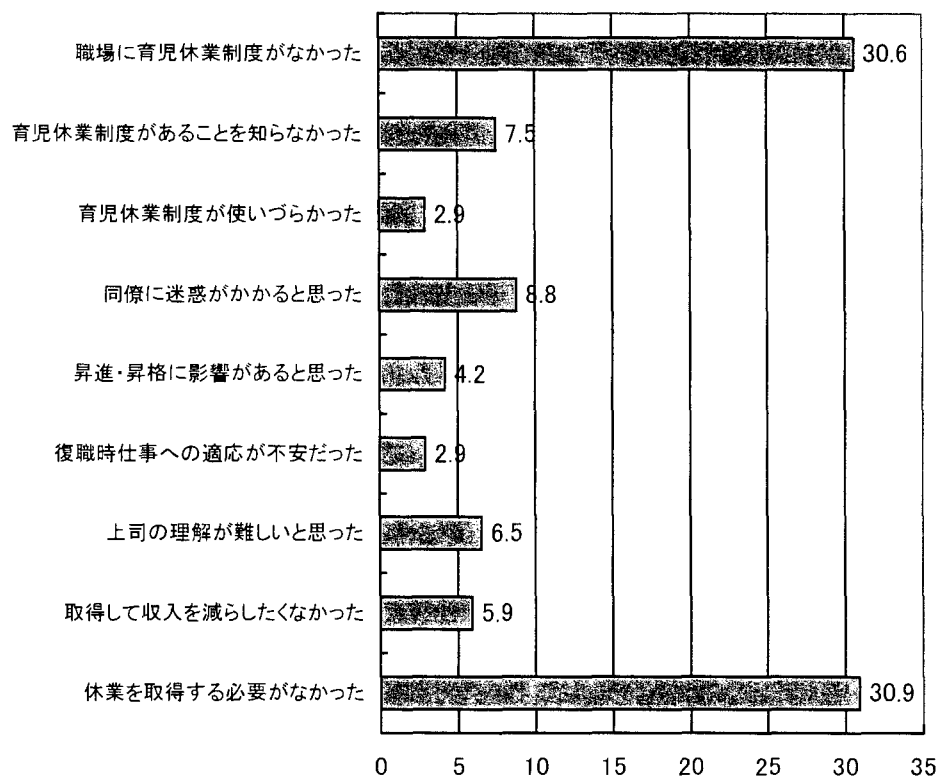 職場に育児休業制度がなかった 30.6
育児休業制度があることを知らなかった 7.5
育児休業制度が使いづらかった 2.9
同僚に迷惑がかかると思った 8.8
昇進・昇格に影響があると思った 4.2
復職時仕事への適応が不安だった 2.9
上司の理解が難しいと思った 6.5
取得して収入を減らしたくなかった 5.9
休業を取得する必要がなかった 30.9
0 5 10 15 20 25 30 35